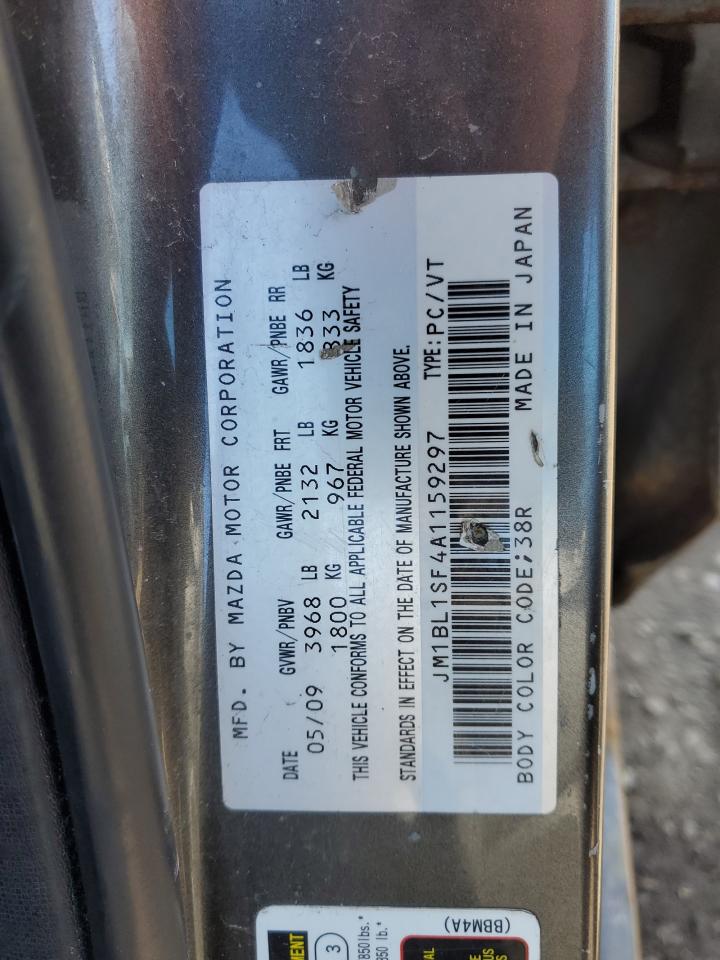 MFD. BY MAZDA MOTOR CORPORATION
DATE GVWR/PNBV GAWR/PNBE FRT GAWR/PNBE RR
05/09 3968 LB 2132 LB 1836 LB
1800 KG 967 KG 833 KG
THIS VEHICLE CONFORMS TO ALL APPLICABLE FEDERAL MOTOR VEHICLE SAFETY
STANDARDS IN EFFECT ON THE DATE OF MANUFACTURE SHOWN ABOVE.
JM1BL1SF4A1159297 TYPE:PC/VT
BODY COLOR CODE;38R MADE IN JAPAN
3
850lbs.*
(BBM4A)